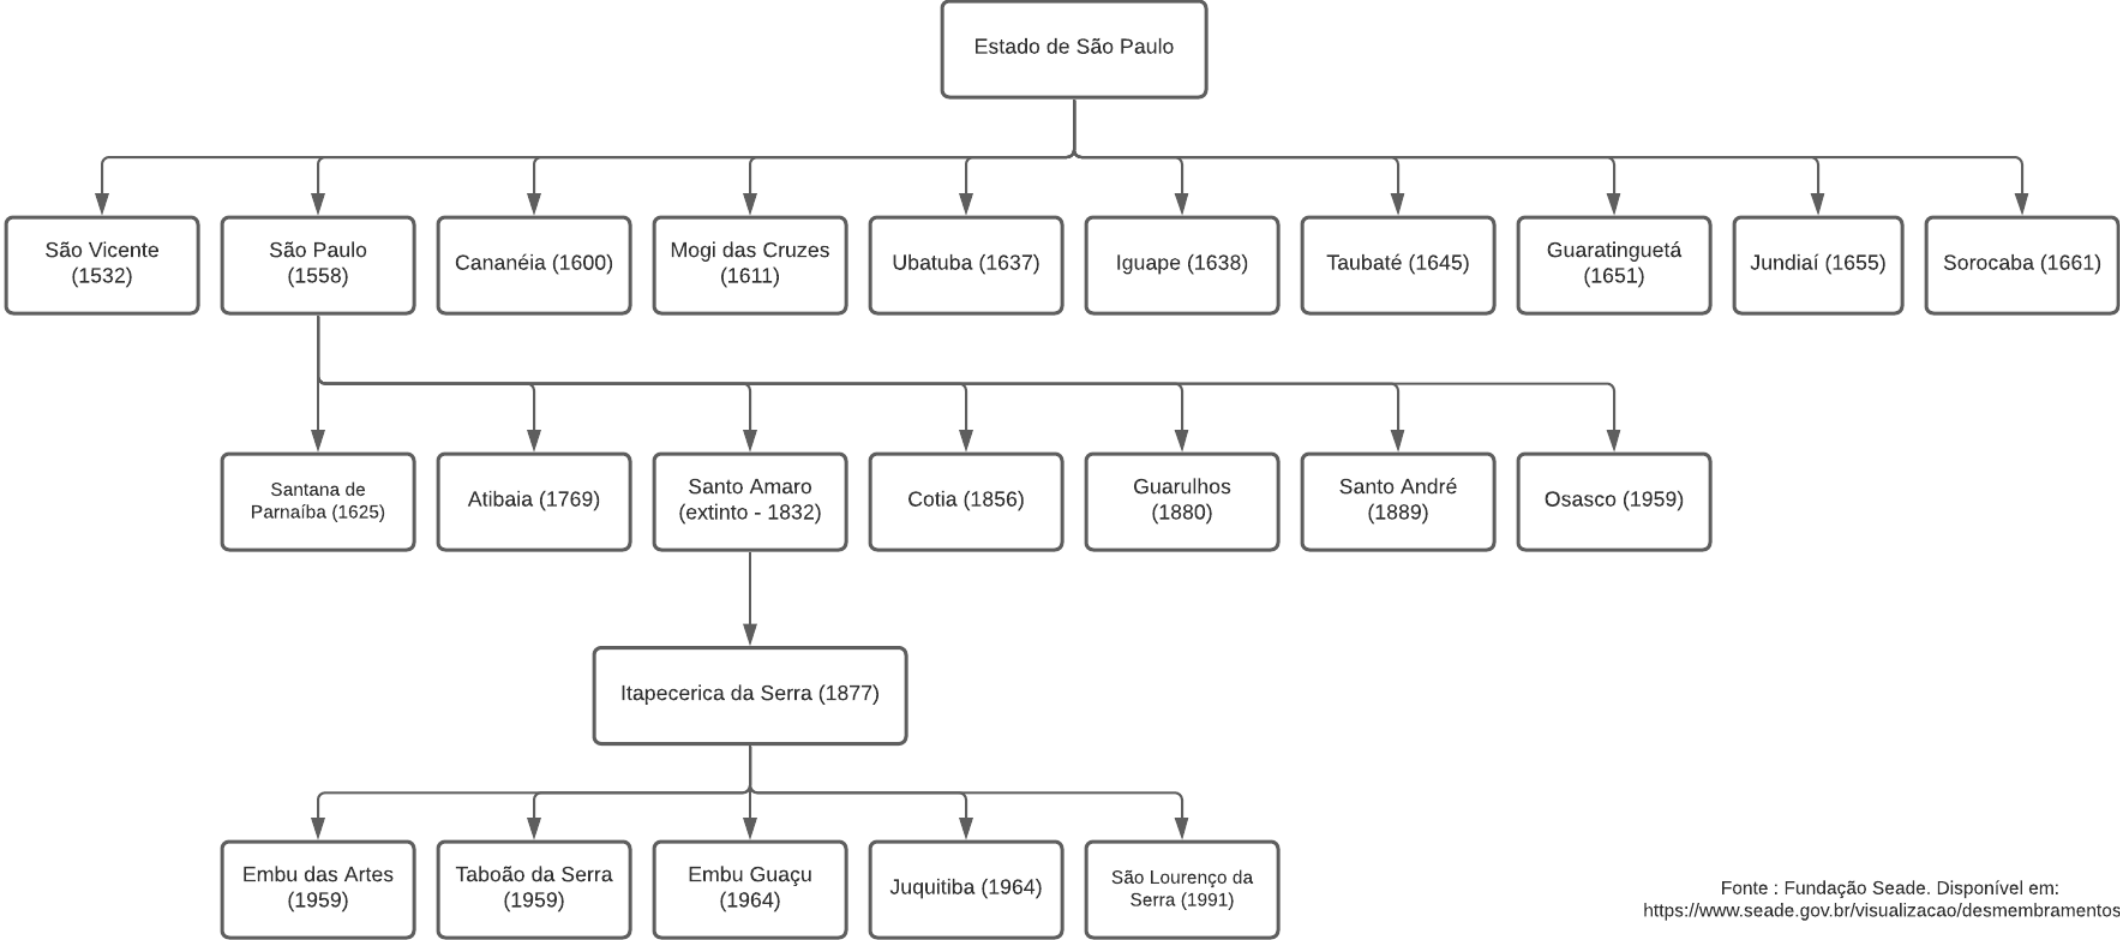 Estado de São Paulo
São Vicente
(1532)
São Paulo
(1558)
Cananéia (1600)
Mogi das Cruzes
(1611)
Ubatuba (1637)
Iguape (1638)
Taubaté (1645)
Guaratinguetá
(1651)
Jundiaí (1655)
Sorocaba (1661)
Santana de
Parnaíba (1625)
Atibaia (1769)
Santo Amaro
(extinto - 1832)
Cotia (1856)
Guarulhos
(1880)
Santo André
(1889)
Osasco (1959)
Itapecerica da Serra (1877)
Embu das Artes
(1959)
Taboão da Serra
(1959)
Embu Guaçu
(1964)
Juquitiba (1964)
São Lourenço da
Serra (1991)
Fonte : Fundação Seade. Disponível em:
https://www.seade.gov.br/visualizacao/desmembramentos